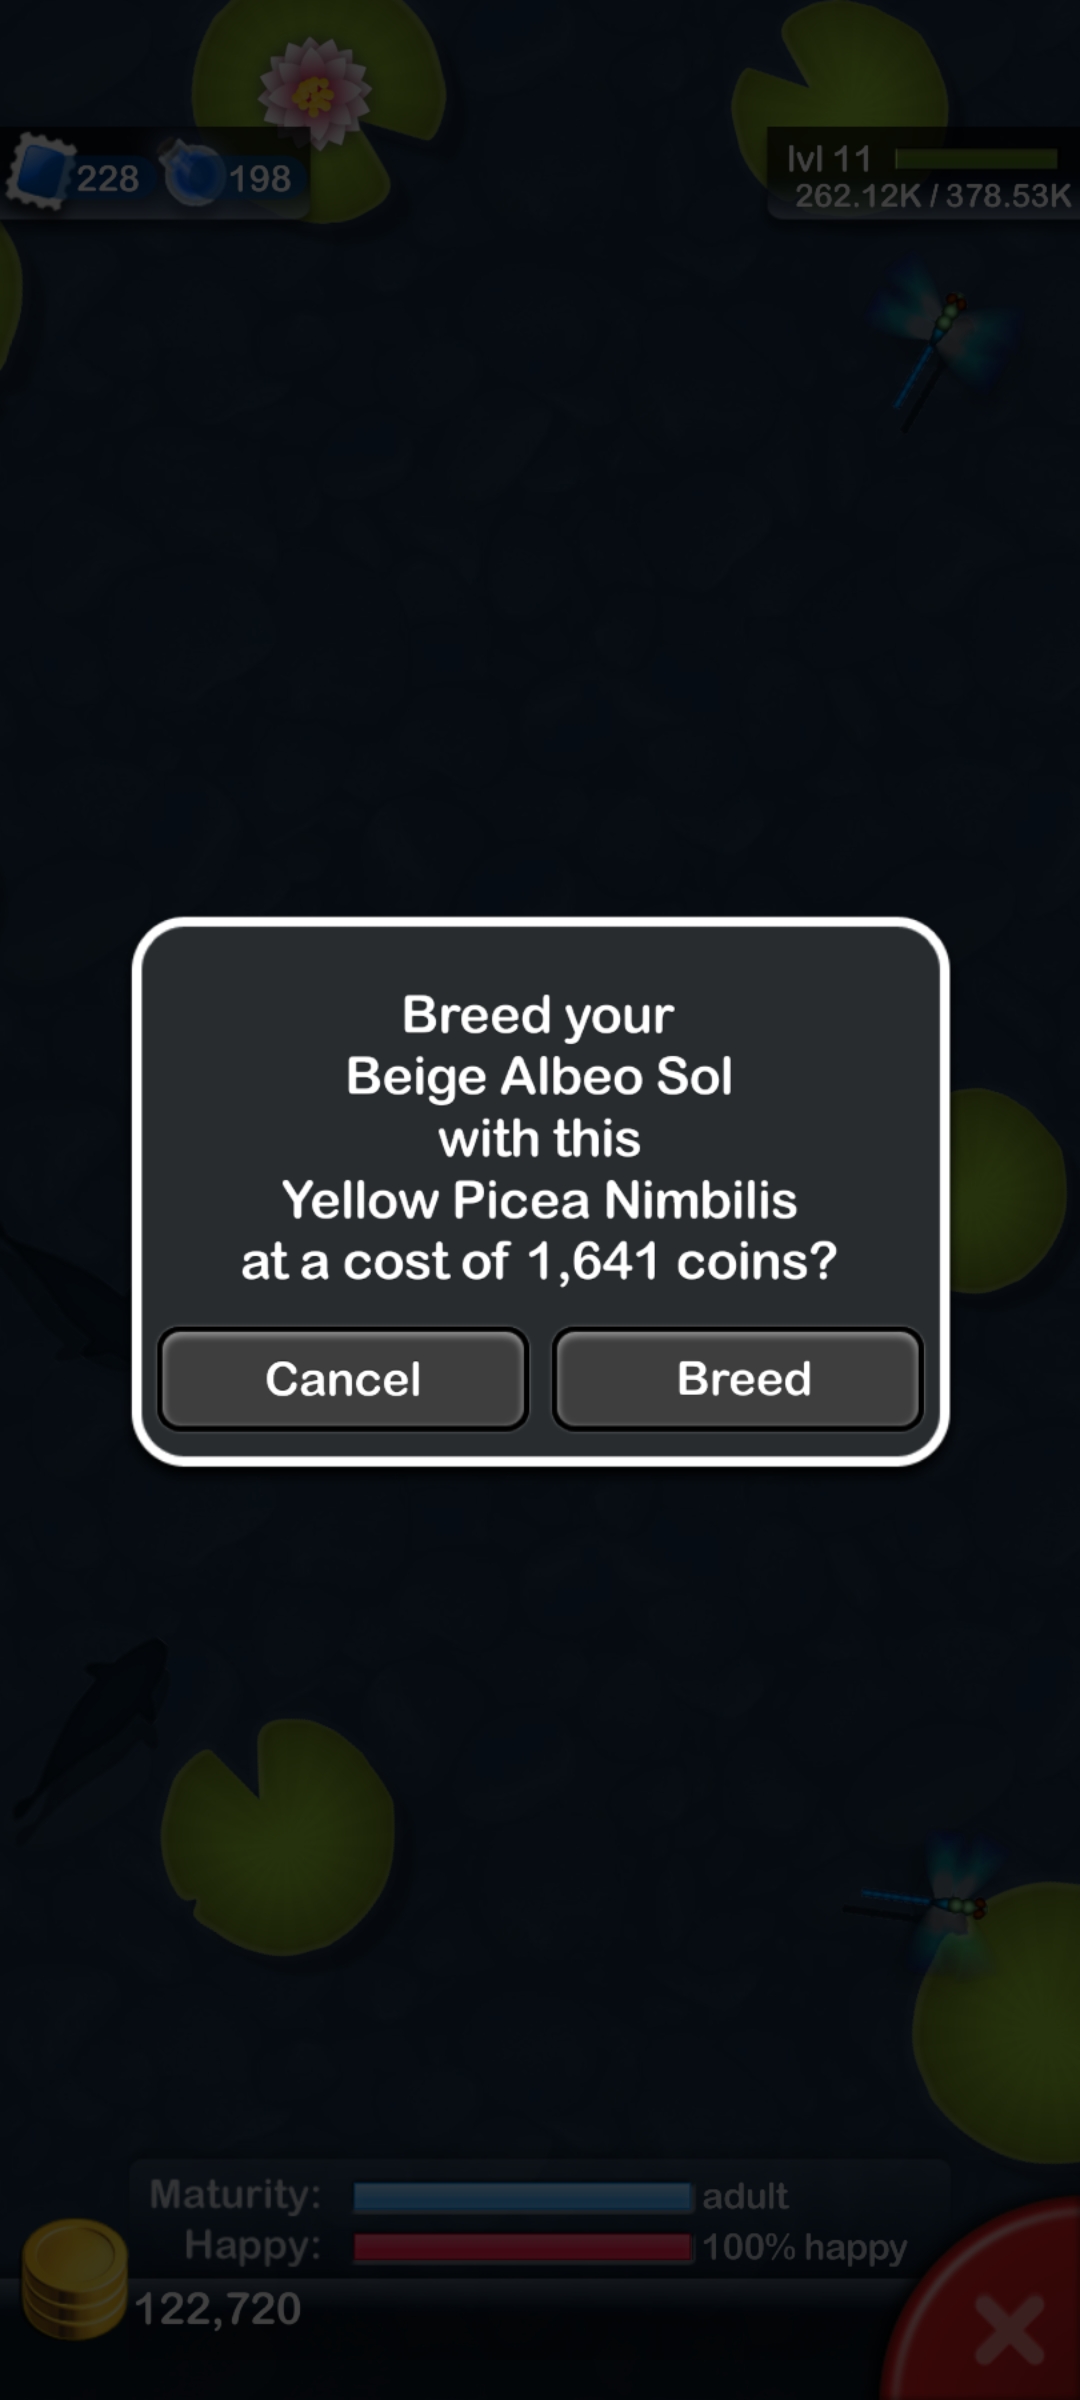 228 198
lvl 11
262.12K / 378.53K
Breed your
Beige Albeo Sol
with this
Yellow Picea Nimbilis
at a cost of 1,641 coins?
Cancel Breed
Maturity: adult
Happy: 100% happy
122,720